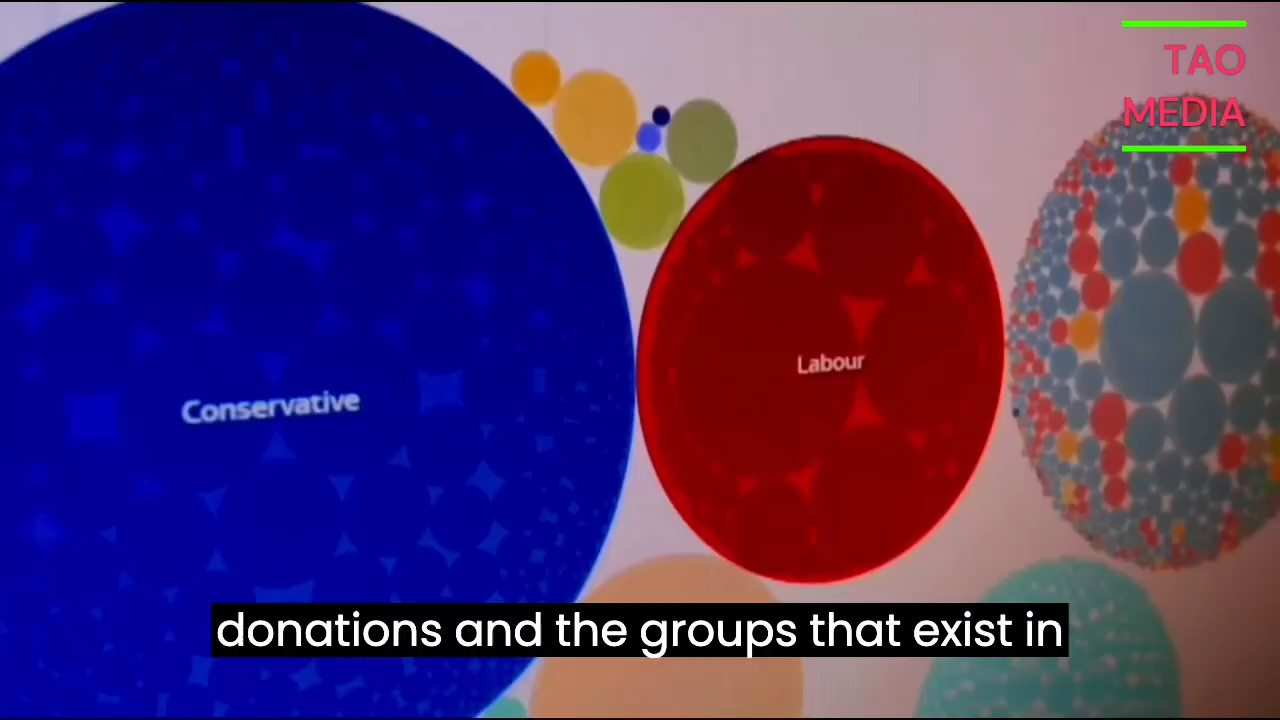 TAO
MEDIA
Conservative
Labour
donations and the groups that exist in